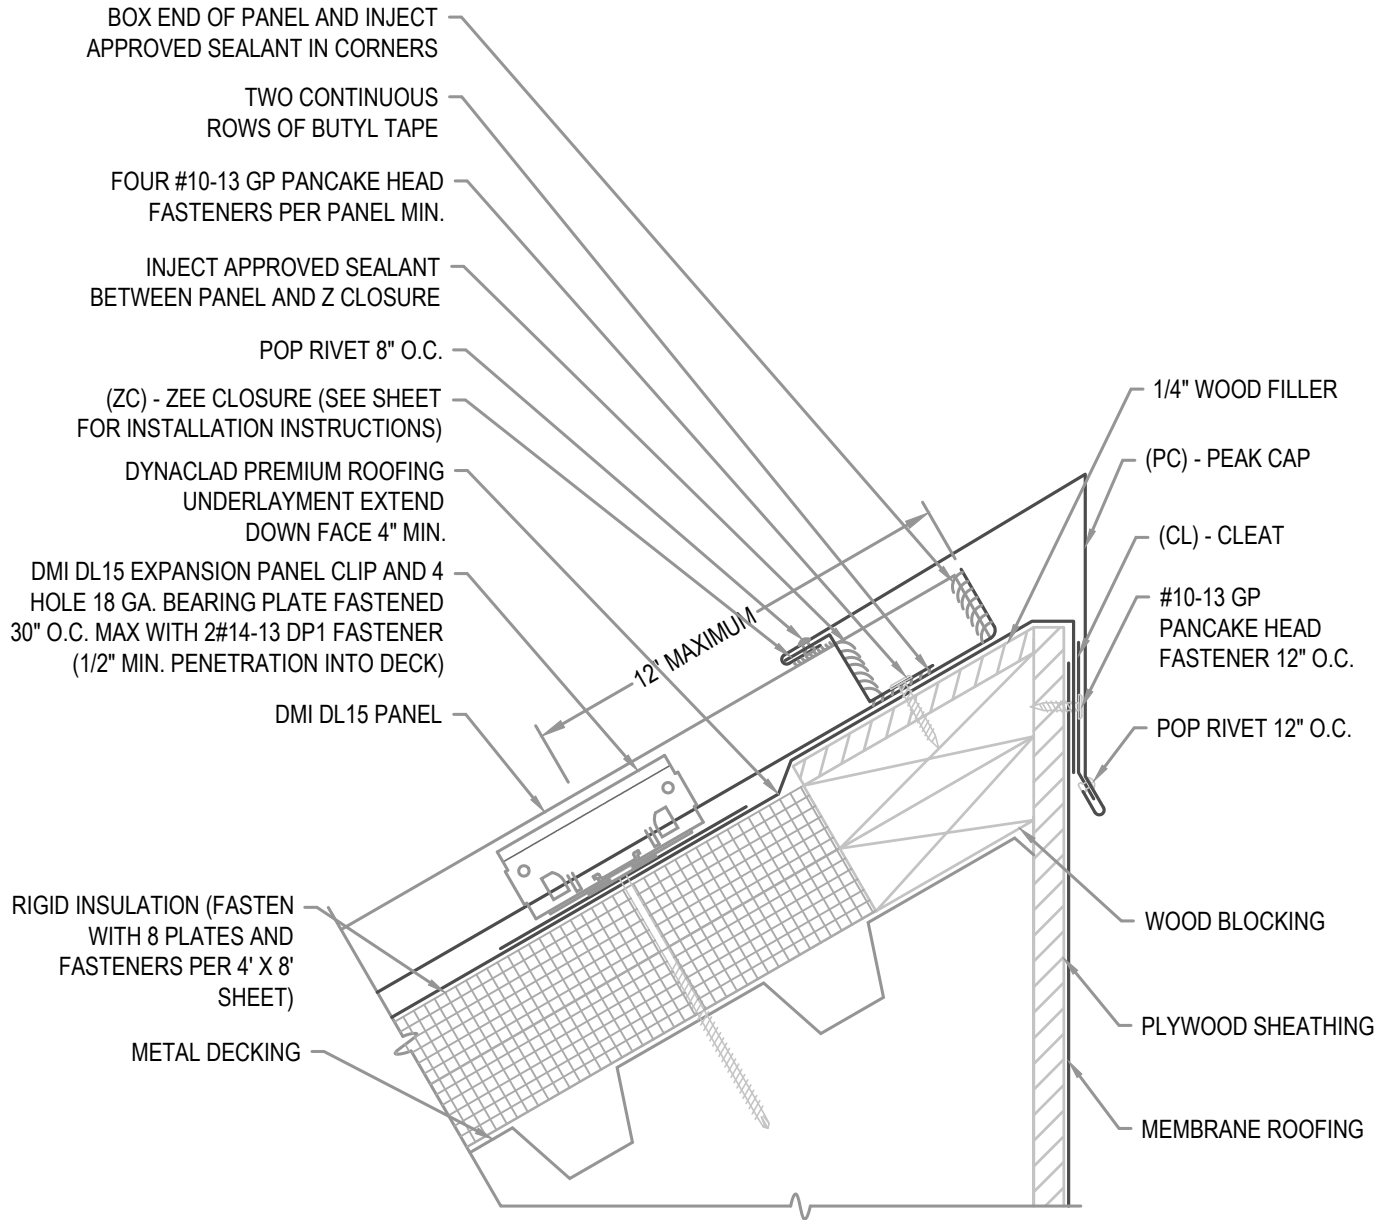 BOX END OF PANEL AND INJECT
APPROVED SEALANT IN CORNERS
TWO CONTINUOUS
ROWS OF BUTYL TAPE
FOUR #10-13 GP PANCAKE HEAD
FASTENERS PER PANEL MIN.
INJECT APPROVED SEALANT
BETWEEN PANEL AND Z CLOSURE
POP RIVET 8" O.C.
(ZC) - ZEE CLOSURE (SEE SHEET
FOR INSTALLATION INSTRUCTIONS)
DYNACLAD PREMIUM ROOFING
UNDERLAYMENT EXTEND
DOWN FACE 4" MIN.
DMI DL15 EXPANSION PANEL CLIP AND 4
HOLE 18 GA. BEARING PLATE FASTENED
30" O.C. MAX WITH 2#14-13 DP1 FASTENER
(1/2" MIN. PENETRATION INTO DECK)
DMI DL15 PANEL
RIGID INSULATION (FASTEN
WITH 8 PLATES AND
FASTENERS PER 4' X 8'
SHEET)
METAL DECKING
12" MAXIMUM
1/4" WOOD FILLER
(PC) - PEAK CAP
(CL) - CLEAT
#10-13 GP
PANCAKE HEAD
FASTENER 12" O.C.
POP RIVET 12" O.C.
WOOD BLOCKING
PLYWOOD SHEATHING
MEMBRANE ROOFING